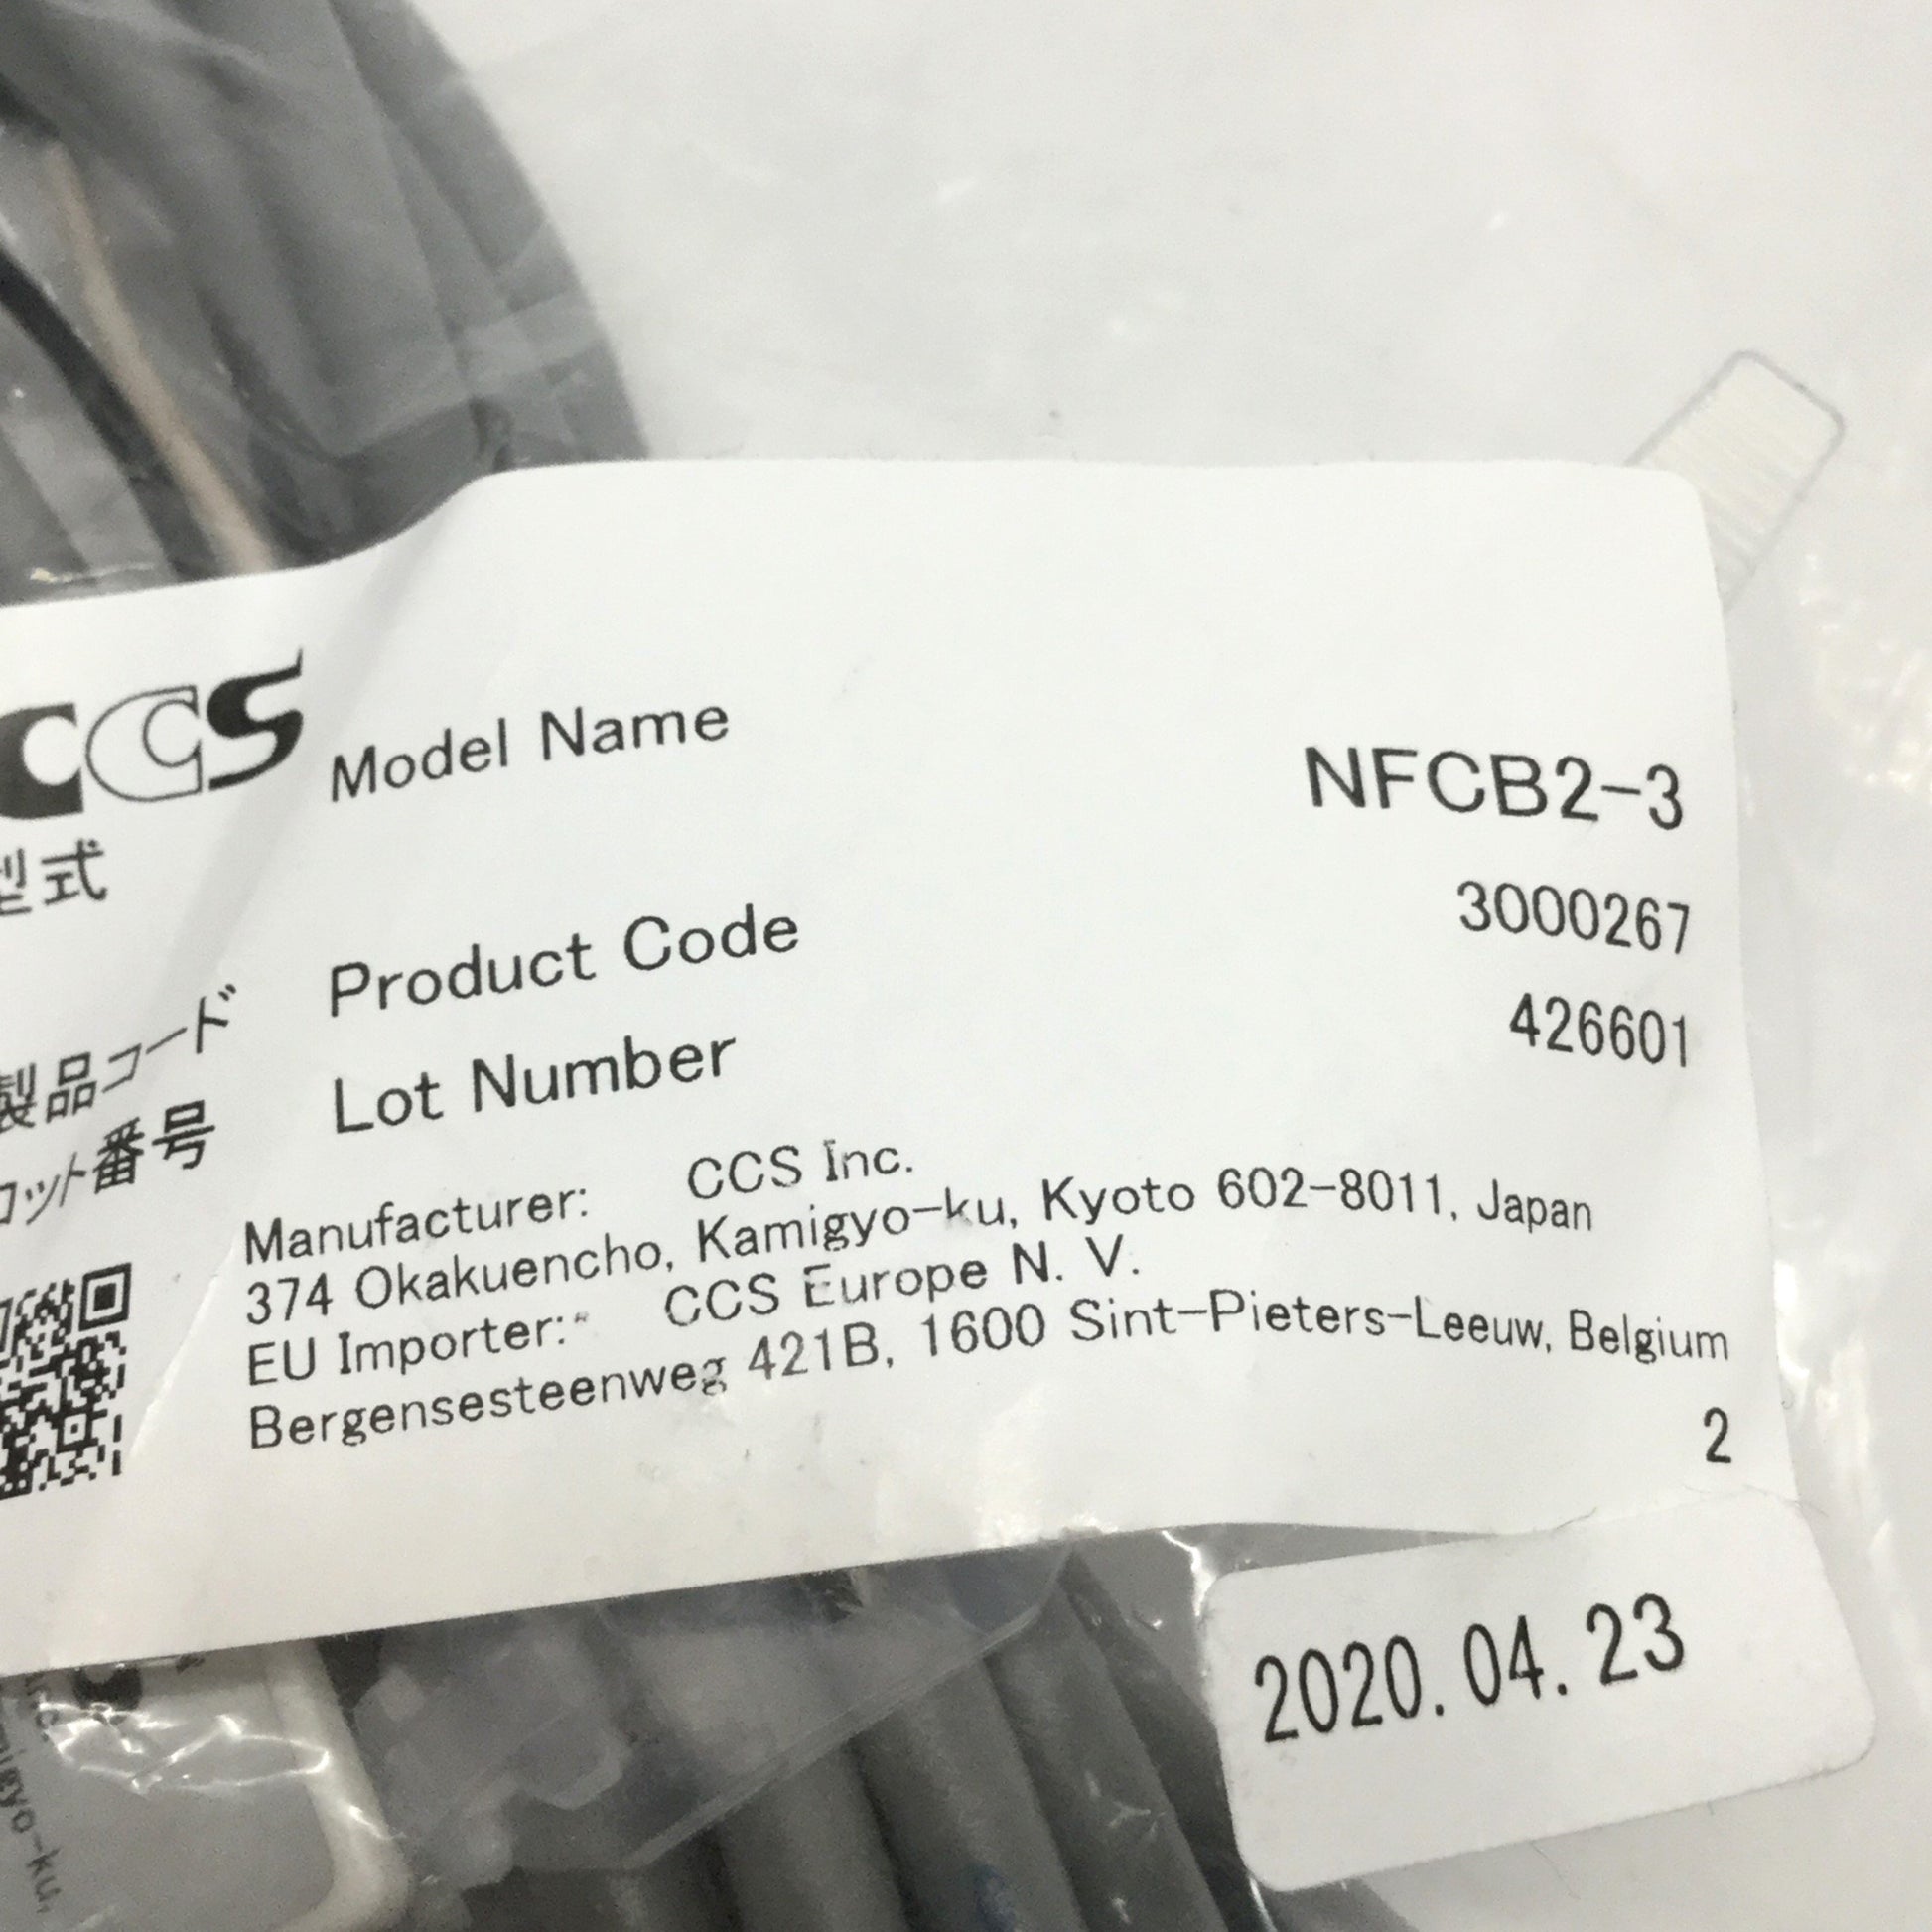 CCS
Model Name NFCB2-3
型式
Product Code 3000267
製品コード
Lot Number 426601
ロット番号
Manufacturer: CCS Inc.
374 Okakuencho, Kamigyo-ku, Kyoto 602-8011, Japan
EU Importer: CCS Europe N. V.
Bergensesteenweg 421B, 1600 Sint-Pieters-Leeuw, Belgium
2
2020. 04. 23